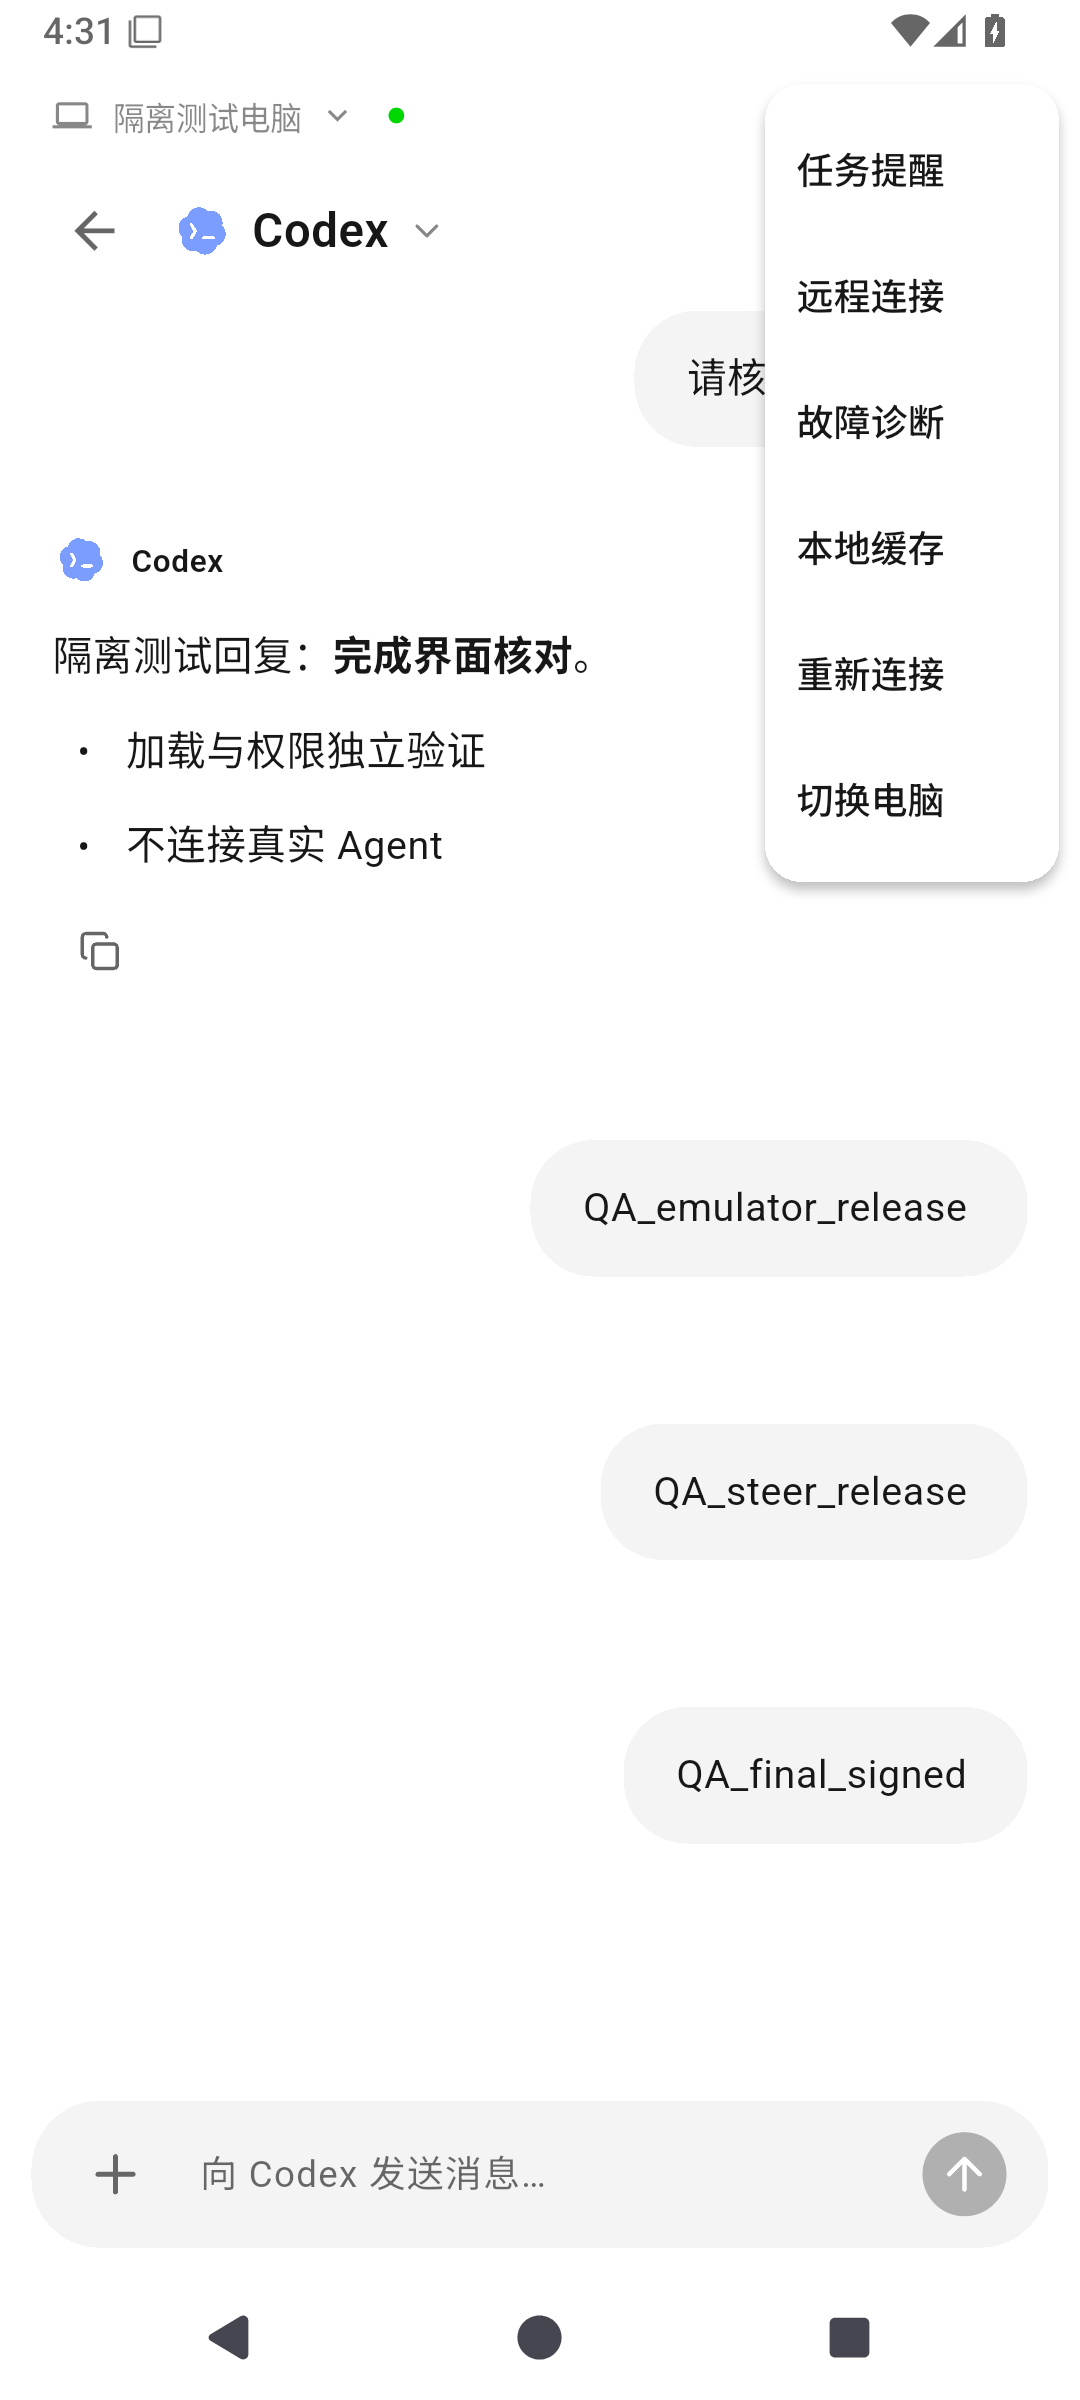 4:31
隔离测试电脑
Codex
任务提醒
远程连接
故障诊断
本地缓存
重新连接
切换电脑
请核
Codex
隔离测试回复：完成界面核对。
• 加载与权限独立验证
• 不连接真实 Agent
QA_emulator_release
QA_steer_release
QA_final_signed
向 Codex 发送消息…